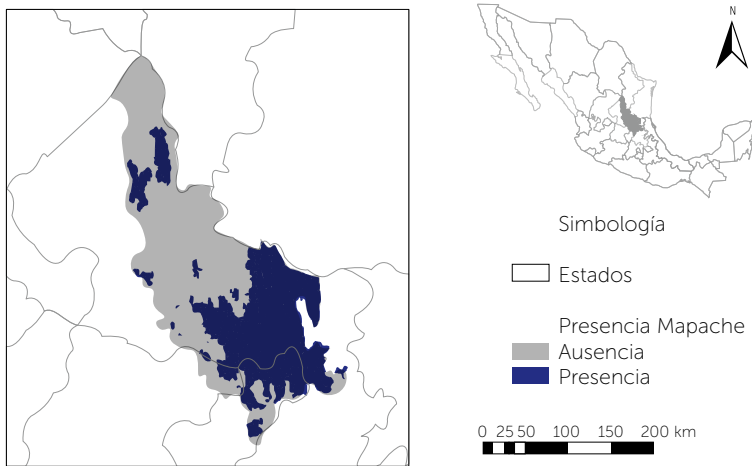 N
Simbología
Estados
Presencia Mapache
Ausencia
Presencia
0 25 50 100 150 200 km